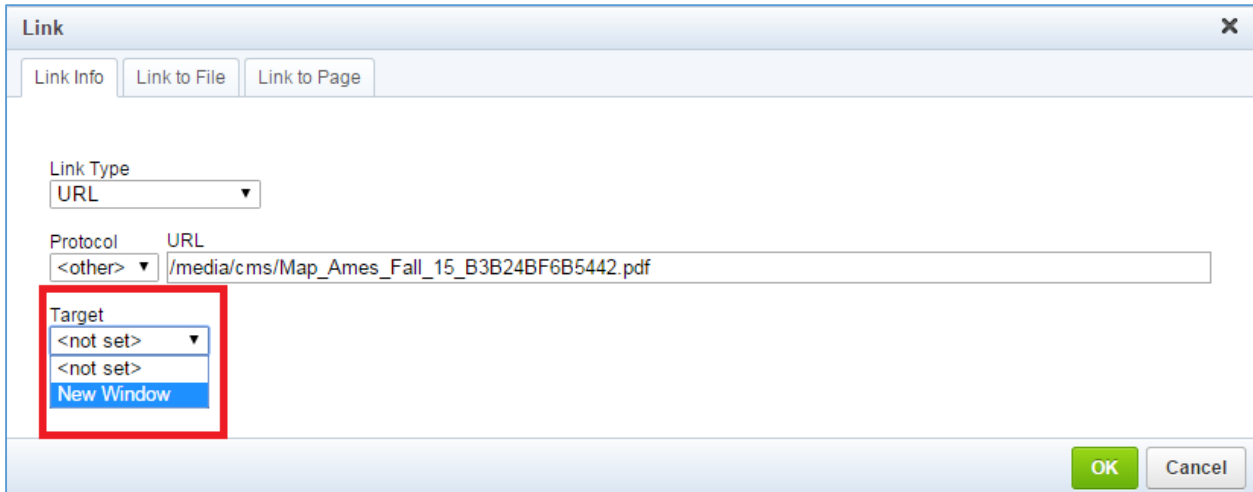 Link
Link Info Link to File Link to Page
Link Type
URL
Protocol URL
<other> /media/cms/Map_Ames_Fall_15_B3B24BF6B5442.pdf
Target
<not set>
<not set>
New Window
OK Cancel